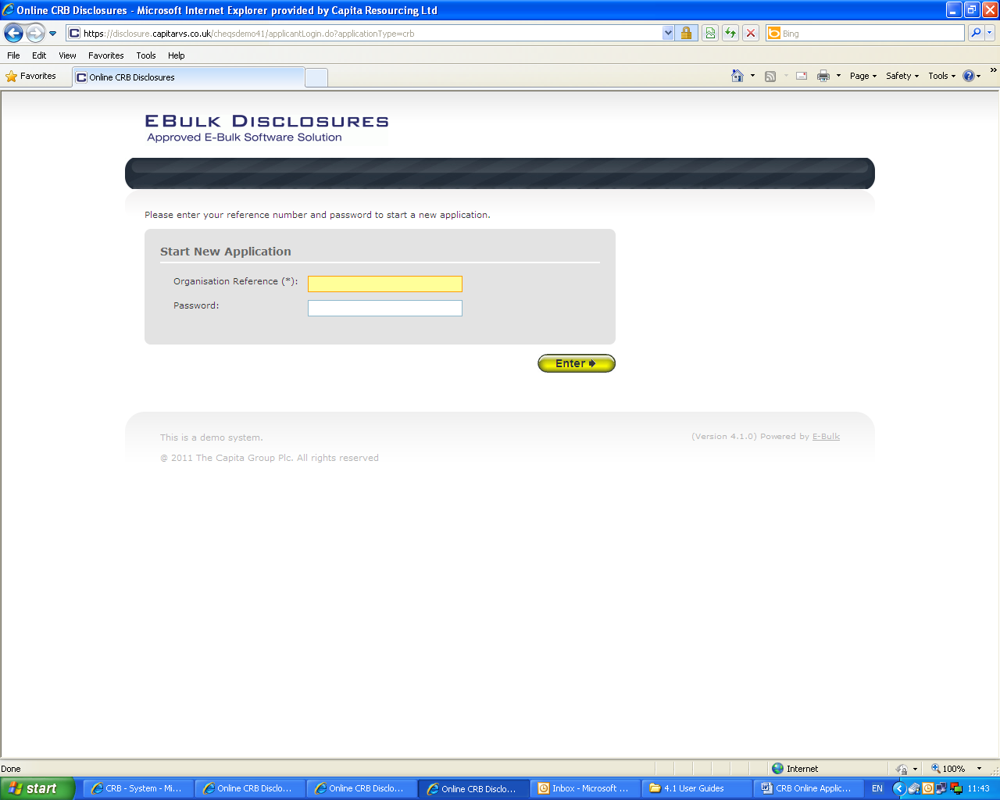 Online CRB Disclosures - Microsoft Internet Explorer provided by Capita Resourcing Ltd
https://disclosure.capitarvs.co.uk/cheqsdemo41/applicantLogin.do?applicationType=crb
Bing
File Edit View Favorites Tools Help
Favorites
Online CRB Disclosures
Page Safety Tools
EBULK DISCLOSURES
Approved E-Bulk Software Solution
Please enter your reference number and password to start a new application.
Start New Application
Organisation Reference (*):
Password:
Enter
This is a demo system.
(Version 4.1.0) Powered by E-Bulk
@ 2011 The Capita Group Plc. All rights reserved
Done
Internet
100%
start
CRB - System - Mi...
Online CRB Disclo...
Online CRB Disclo...
Online CRB Disclo...
Inbox - Microsoft ...
4.1 User Guides
CRB Online Applic...
EN
11:43